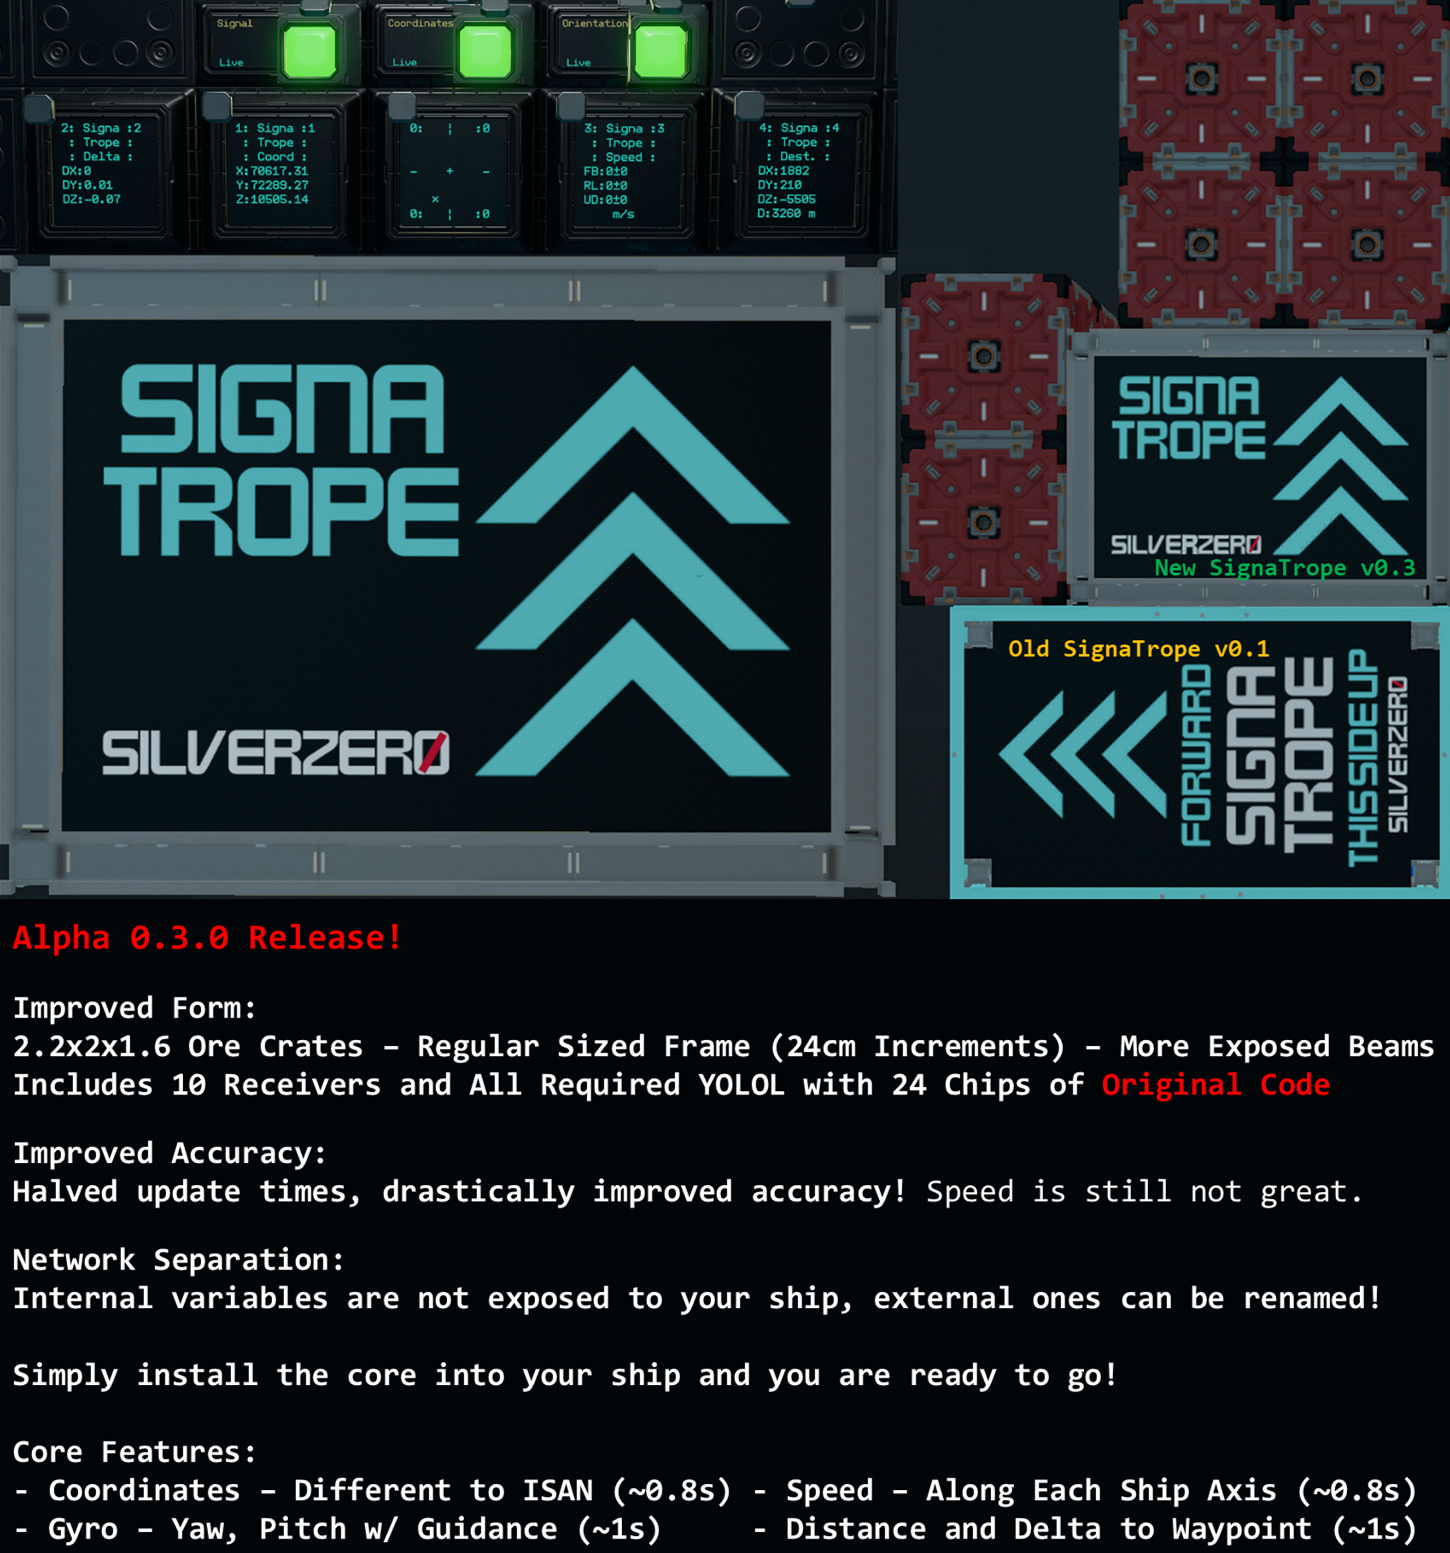 Signal
Live
Coordinates
Live
Orientation
Live
2: Signa :2
: Trope :
: Delta :
DX:0
DY:0.01
DZ:-0.07
1: Signa :1
: Trope :
: Coord :
X:70617.31
Y:72289.27
Z:10505.14
0: ¦ :0
- + -
×
0: ¦ :0
3: Signa :3
: Trope :
: Speed :
FB:0±0
RL:0±0
UD:0±0
m/s
4: Signa :4
: Trope :
: Dest. :
DX:1882
DY:210
DZ:-5505
D:3260 m
SIGNA
TROPE
SILVERZERO
SIGNA
TROPE
SILVERZERO
New SignaTrope v0.3
Old SignaTrope v0.1
FORWARD
SIGNA
TROPE
THIS SIDE UP
SILVERZERO
Alpha 0.3.0 Release!
Improved Form:
2.2x2x1.6 Ore Crates – Regular Sized Frame (24cm Increments) – More Exposed Beams
Includes 10 Receivers and All Required YOLOL with 24 Chips of Original Code
Improved Accuracy:
Halved update times, drastically improved accuracy! Speed is still not great.
Network Separation:
Internal variables are not exposed to your ship, external ones can be renamed!
Simply install the core into your ship and you are ready to go!
Core Features:
- Coordinates – Different to ISAN (~0.8s) - Speed – Along Each Ship Axis (~0.8s)
- Gyro – Yaw, Pitch w/ Guidance (~1s) - Distance and Delta to Waypoint (~1s)